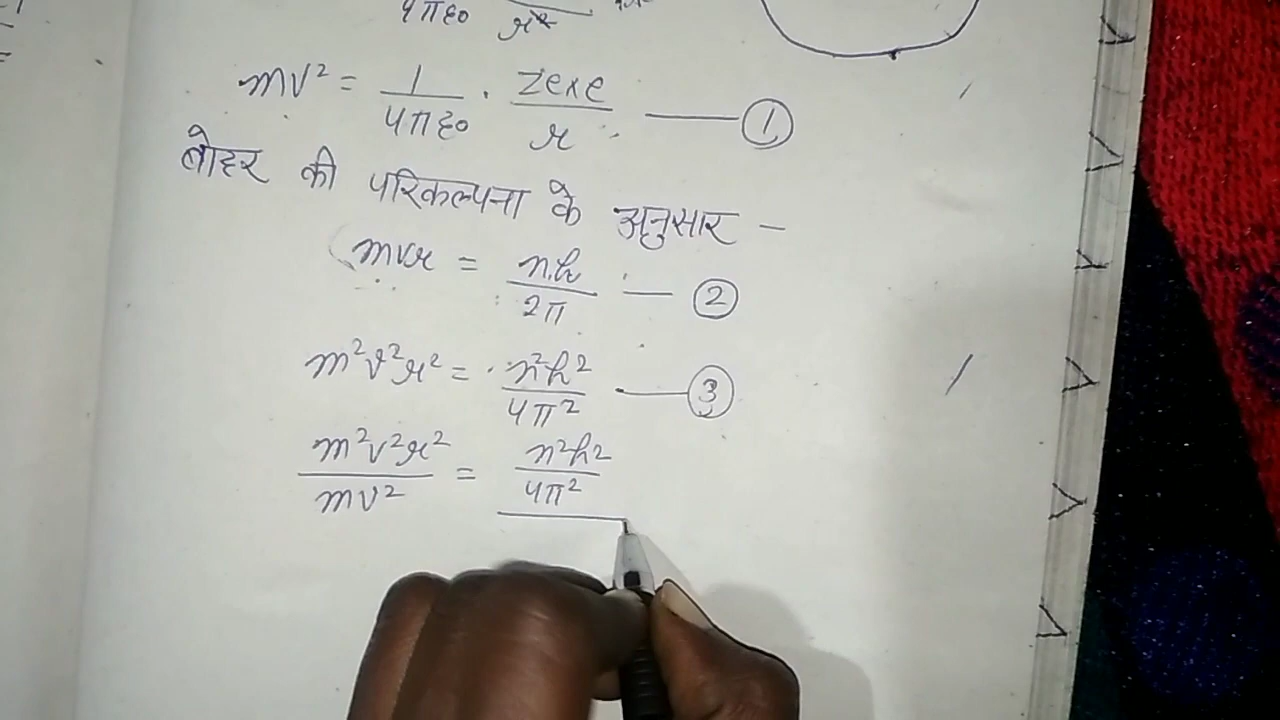 4πε0 r²
mv² = 1/4πε0 · Ze×e/r — ①
बोहर की परिकल्पना के अनुसार –
mvr = n.h/2π — ②
m²v²r² = n²h²/4π² — ③
m²v²r²/mv² = n²h²/4π²